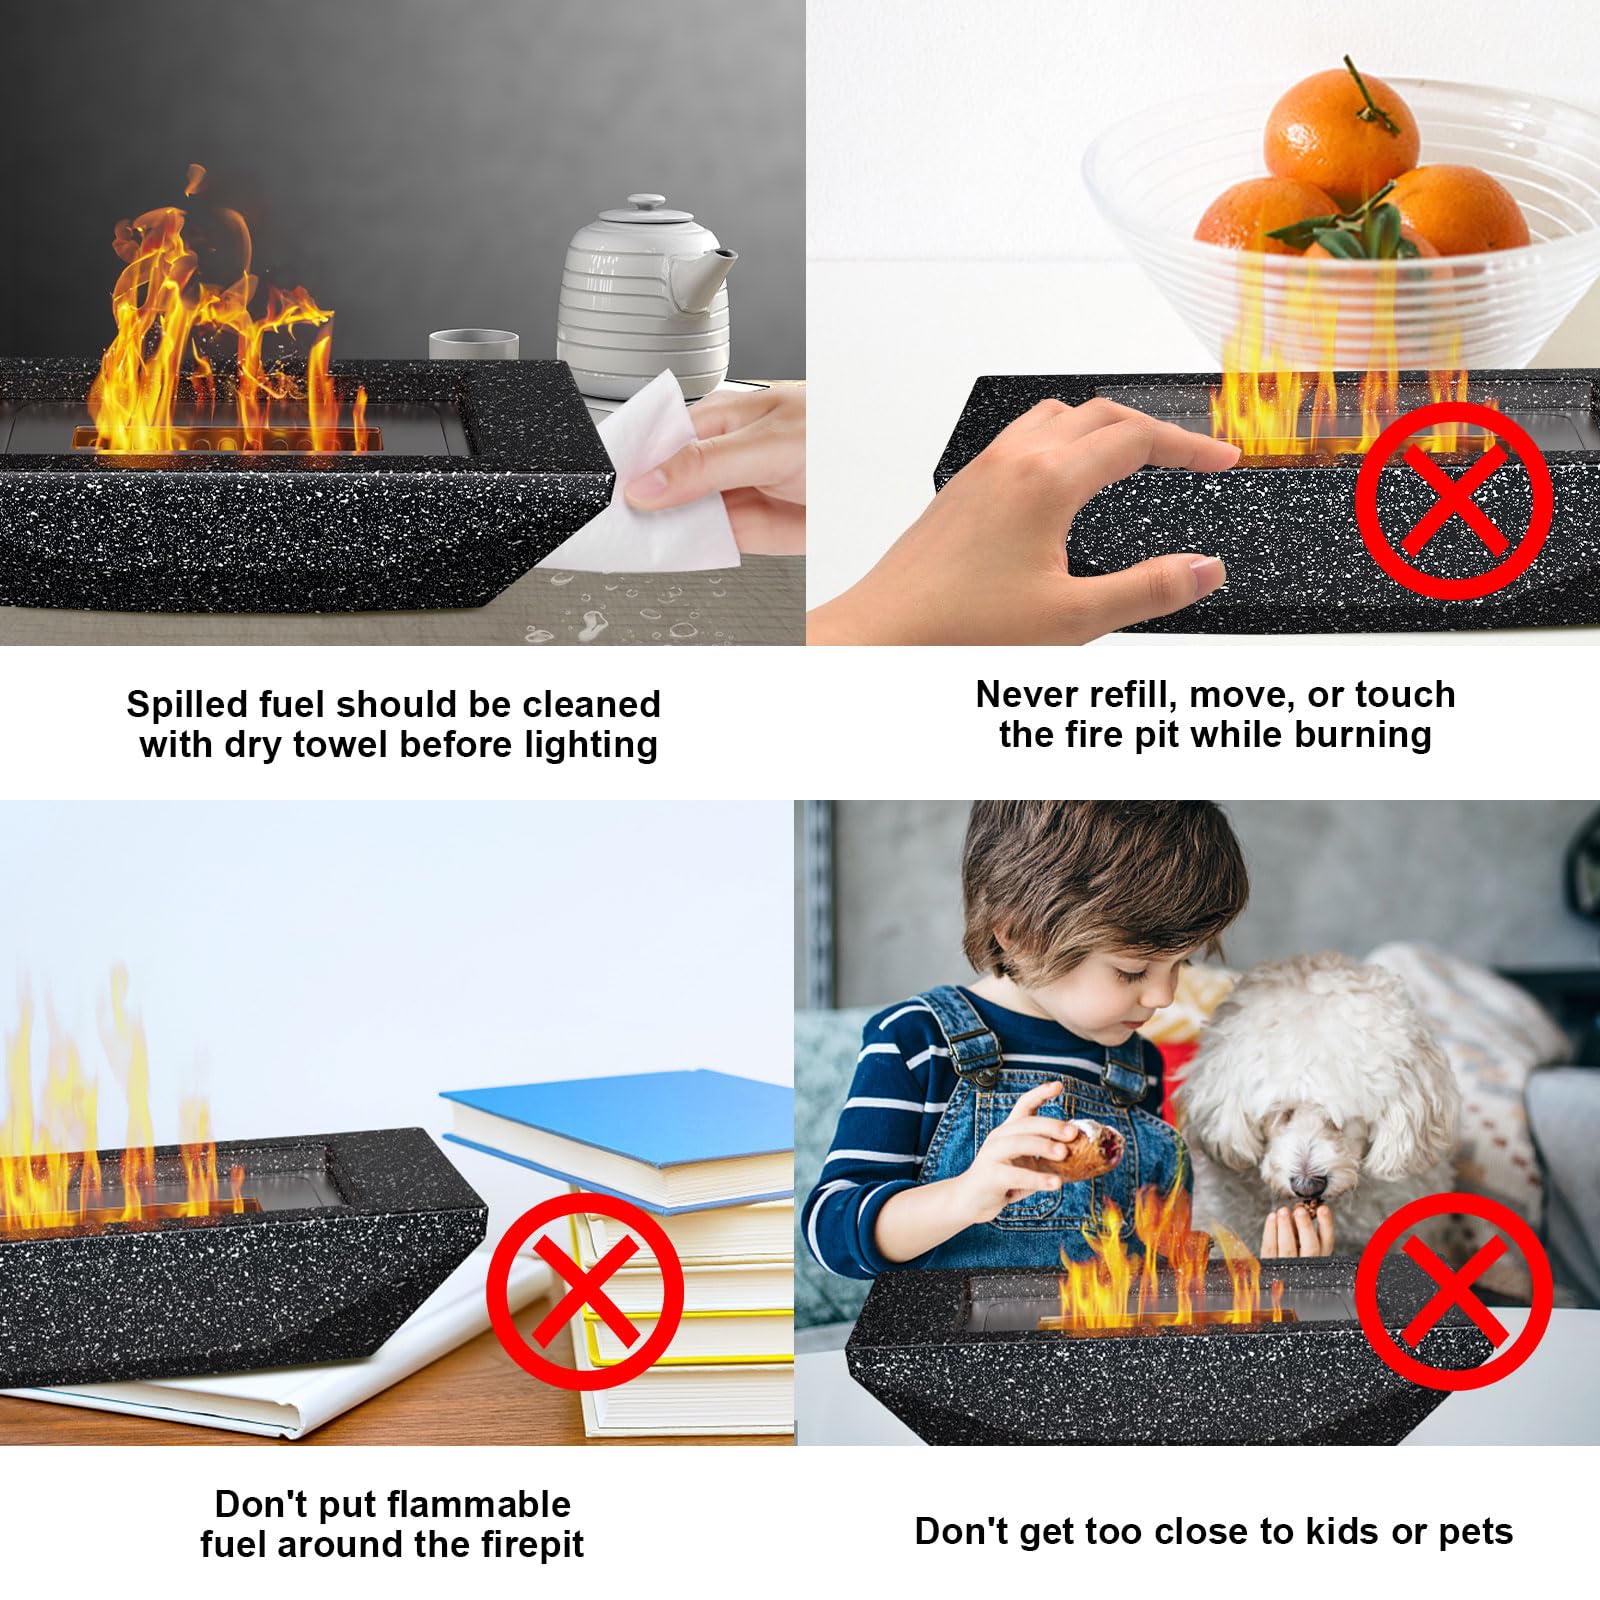 Spilled fuel should be cleaned
with dry towel before lighting
Never refill, move, or touch
the fire pit while burning
Don't put flammable
fuel around the firepit
Don't get too close to kids or pets